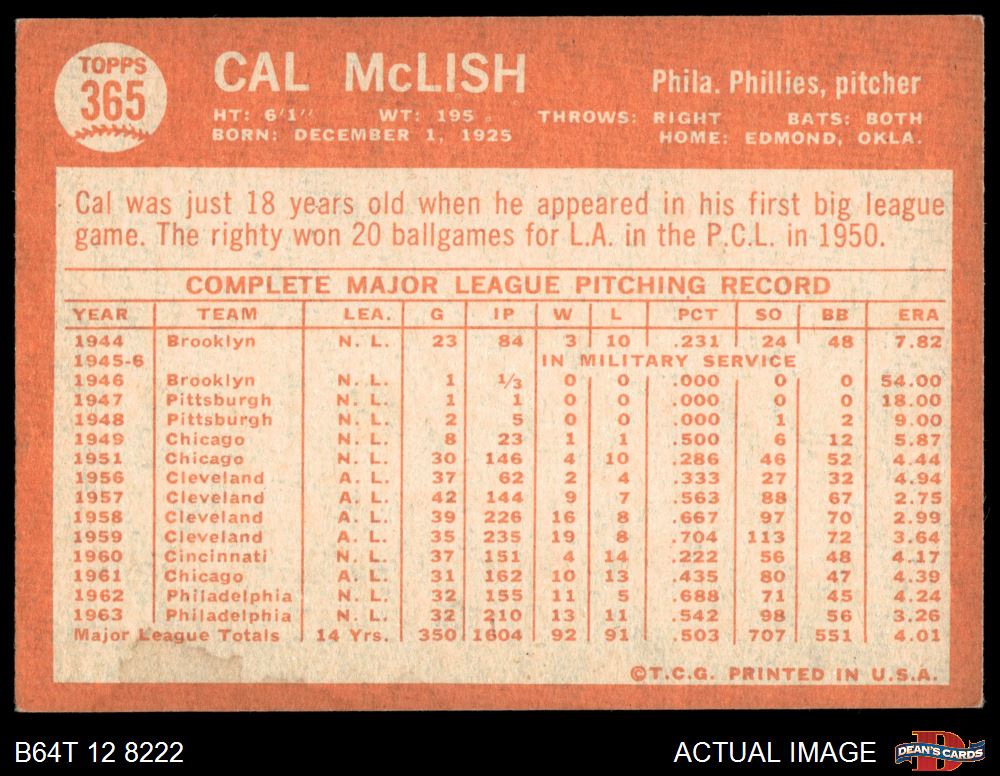 TOPPS
365
CAL McLISH
Phila. Phillies, pitcher
HT: 6'1" WT: 195 THROWS: RIGHT BATS: BOTH
BORN: DECEMBER 1, 1925 HOME: EDMOND, OKLA.
Cal was just 18 years old when he appeared in his first big league
game. The righty won 20 ballgames for L.A. in the P.C.L. in 1950.
COMPLETE MAJOR LEAGUE PITCHING RECORD
YEAR TEAM LEA. G IP W L PCT SO BB ERA
1944 Brooklyn N. L. 23 84 3 10 .231 24 48 7.82
1945-6 IN MILITARY SERVICE
1946 Brooklyn N. L. 1 1/3 0 0 .000 0 0 54.00
1947 Pittsburgh N. L. 1 1 0 0 .000 0 0 18.00
1948 Pittsburgh N. L. 2 5 0 0 .000 1 2 9.00
1949 Chicago N. L. 8 23 1 1 .500 6 12 5.87
1951 Chicago N. L. 30 146 4 10 .286 46 52 4.44
1956 Cleveland A. L. 37 62 2 4 .333 27 32 4.94
1957 Cleveland A. L. 42 144 9 7 .563 88 67 2.75
1958 Cleveland A. L. 39 226 16 8 .667 97 70 2.99
1959 Cleveland A. L. 35 235 19 8 .704 113 72 3.64
1960 Cincinnati N. L. 37 151 4 14 .222 56 48 4.17
1961 Chicago A. L. 31 162 10 13 .435 80 47 4.39
1962 Philadelphia N. L. 32 155 11 5 .688 71 45 4.24
1963 Philadelphia N. L. 32 210 13 11 .542 98 56 3.26
Major League Totals 14 Yrs. 350 1604 92 91 .503 707 551 4.01
©T.C.G. PRINTED IN U.S.A.
B64T 12 8222 ACTUAL IMAGE
DEAN'S CARDS